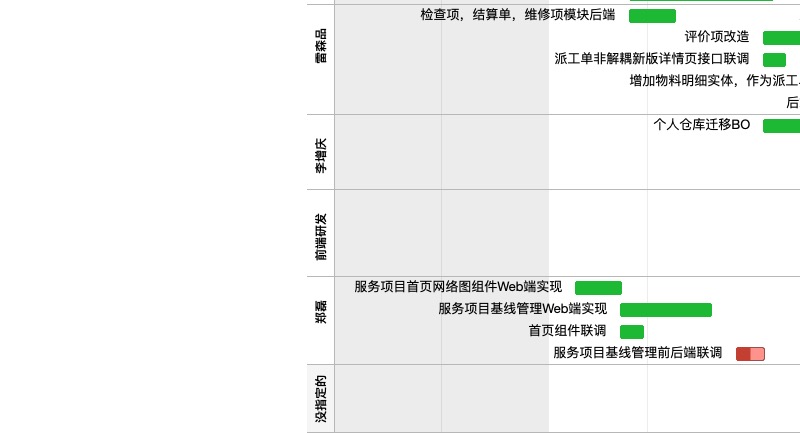 雷森品
检查项，结算单，维修项模块后端
评价项改造
派工单非解耦新版详情页接口联调
增加物料明细实体，作为派工
后
李增庆
个人仓库迁移BO
前端研发
郑磊
服务项目首页网络图组件Web端实现
服务项目基线管理Web端实现
首页组件联调
服务项目基线管理前后端联调
没指定的